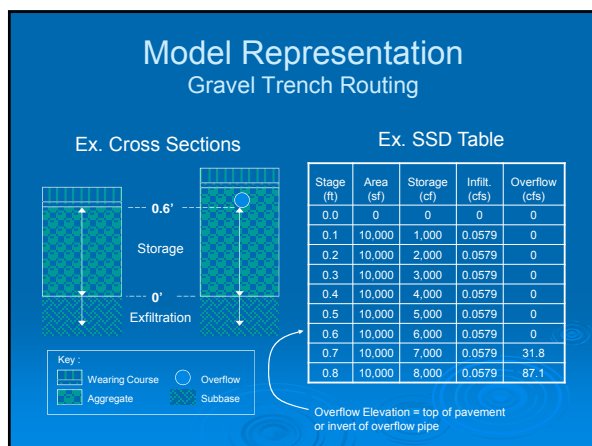 Model Representation
Gravel Trench Routing
Ex. Cross Sections
0.6’
Storage
0’
Exfiltration
Key :
Wearing Course
Overflow
Aggregate
Subbase
Ex. SSD Table
Stage (ft) Area (sf) Storage (cf) Infilt. (cfs) Overflow (cfs)
0.0 0 0 0 0
0.1 10,000 1,000 0.0579 0
0.2 10,000 2,000 0.0579 0
0.3 10,000 3,000 0.0579 0
0.4 10,000 4,000 0.0579 0
0.5 10,000 5,000 0.0579 0
0.6 10,000 6,000 0.0579 0
0.7 10,000 7,000 0.0579 31.8
0.8 10,000 8,000 0.0579 87.1
Overflow Elevation = top of pavement
or invert of overflow pipe